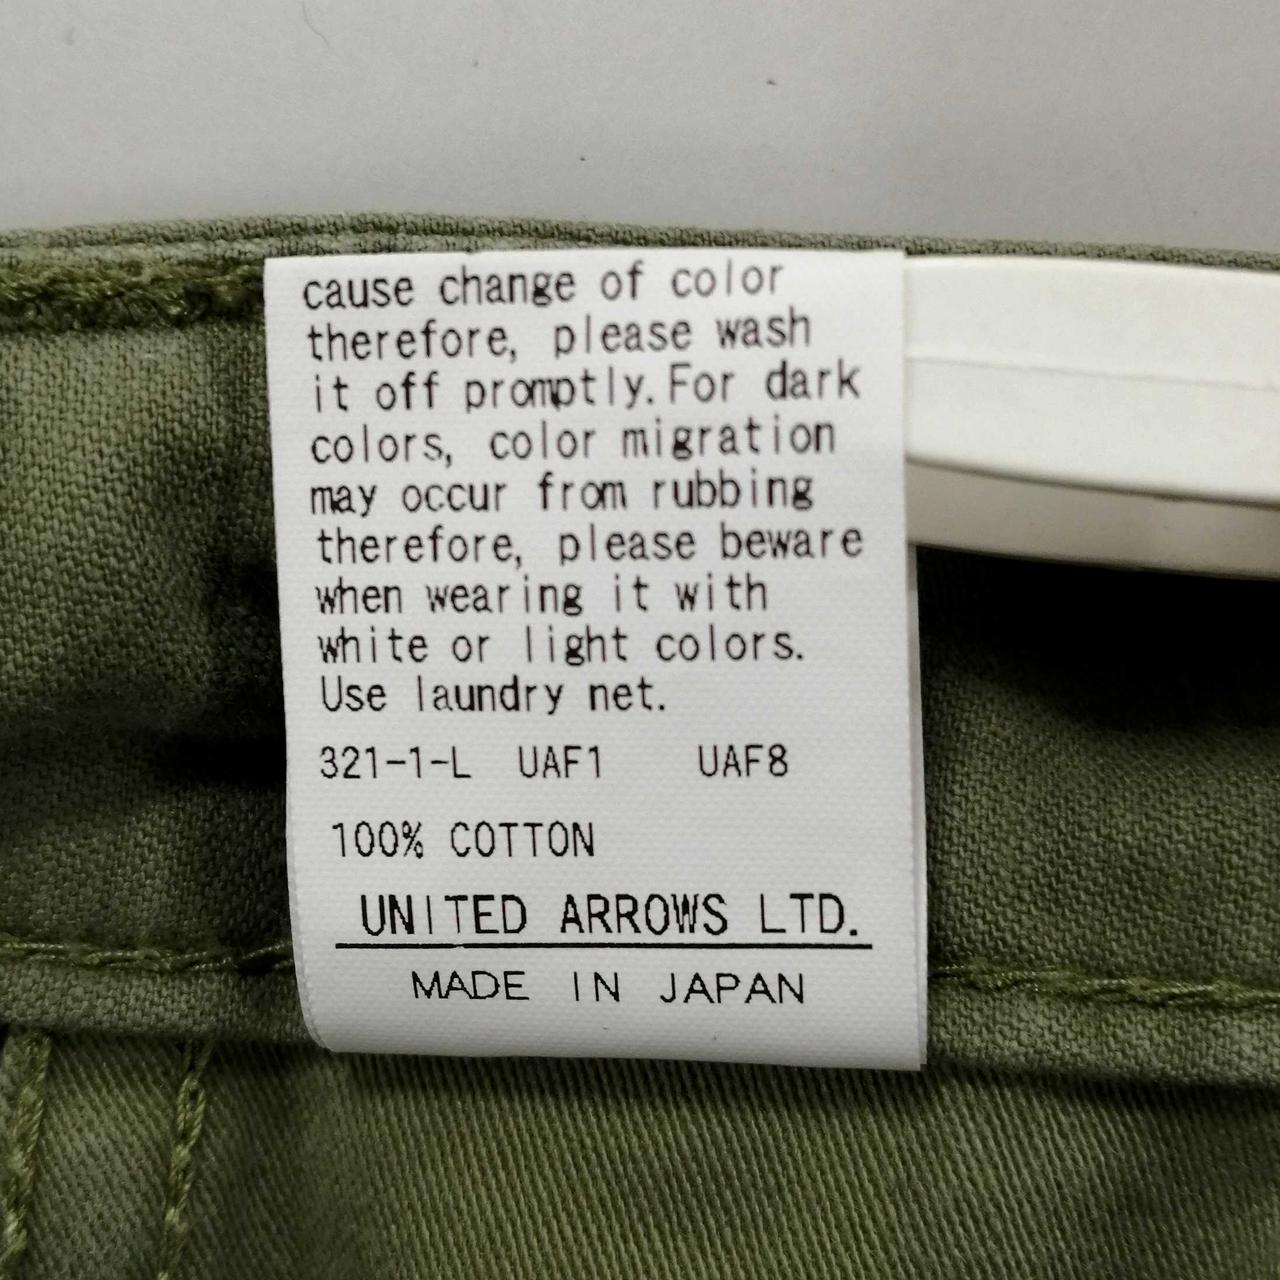 cause change of color
therefore, please wash
it off promptly.For dark
colors, color migration
may occur from rubbing
therefore, please beware
when wearing it with
white or light colors.
Use laundry net.
321-1-L UAF1 UAF8
100% COTTON
UNITED ARROWS LTD.
MADE IN JAPAN